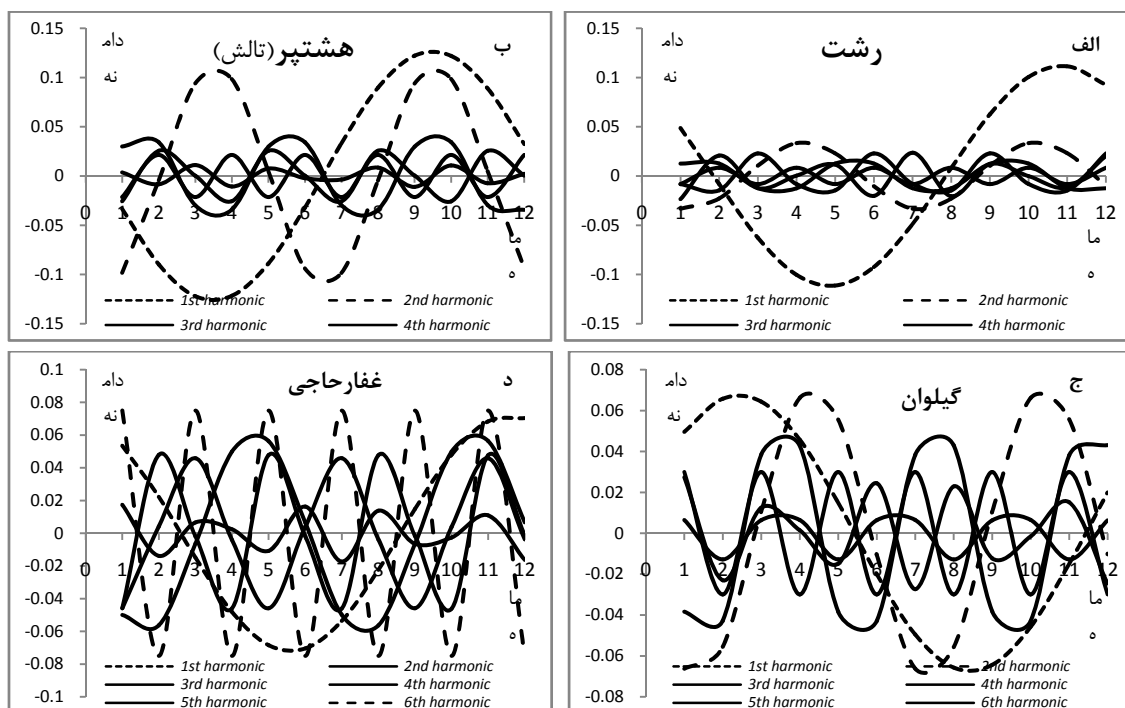 ب
هشتپر(تالش)
دامـ
نه
0.15
0.1
0.05
0
-0.05
-0.1
-0.15
0 1 2 3 4 5 6 7 8 9 10 11 12
ما
ه
1st harmonic 2nd harmonic
3rd harmonic 4th harmonic
الف
رشت
دامـ
نه
0.15
0.1
0.05
0
-0.05
-0.1
-0.15
0 1 2 3 4 5 6 7 8 9 10 11 12
ما
ه
1st harmonic 2nd harmonic
3rd harmonic 4th harmonic
د
غفارحاجی
دامـ
نه
0.1
0.08
0.06
0.04
0.02
0
-0.02
-0.04
-0.06
-0.08
-0.1
0 1 2 3 4 5 6 7 8 9 10 11 12
ما
ه
1st harmonic 2nd harmonic
3rd harmonic 4th harmonic
5th harmonic 6th harmonic
ج
گیلوان
دامـ
نه
0.08
0.06
0.04
0.02
0
-0.02
-0.04
-0.06
-0.08
0 1 2 3 4 5 6 7 8 9 10 11 12
ما
ه
1st harmonic 2nd harmonic
3rd harmonic 4th harmonic
5th harmonic 6th harmonic